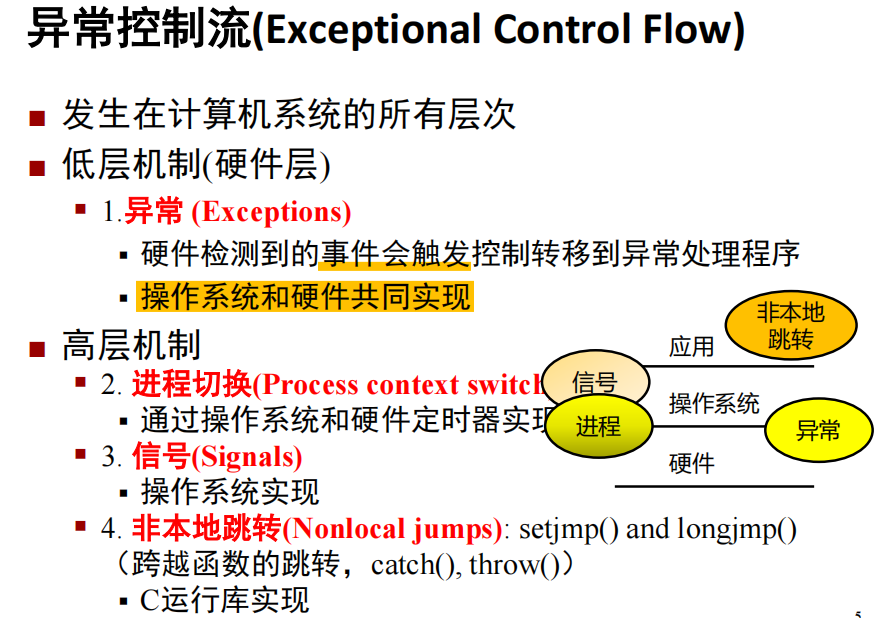 异常控制流(Exceptional Control Flow)
发生在计算机系统的所有层次
低层机制(硬件层)
1.异常 (Exceptions)
硬件检测到的事件会触发控制转移到异常处理程序
操作系统和硬件共同实现
高层机制
2. 进程切换(Process context switch
通过操作系统和硬件定时器实现
3. 信号(Signals)
操作系统实现
4. 非本地跳转(Nonlocal jumps): setjmp() and longjmp()
（跨越函数的跳转，catch(), throw()）
C运行库实现
非本地
跳转
应用
信号
操作系统
进程
异常
硬件
5